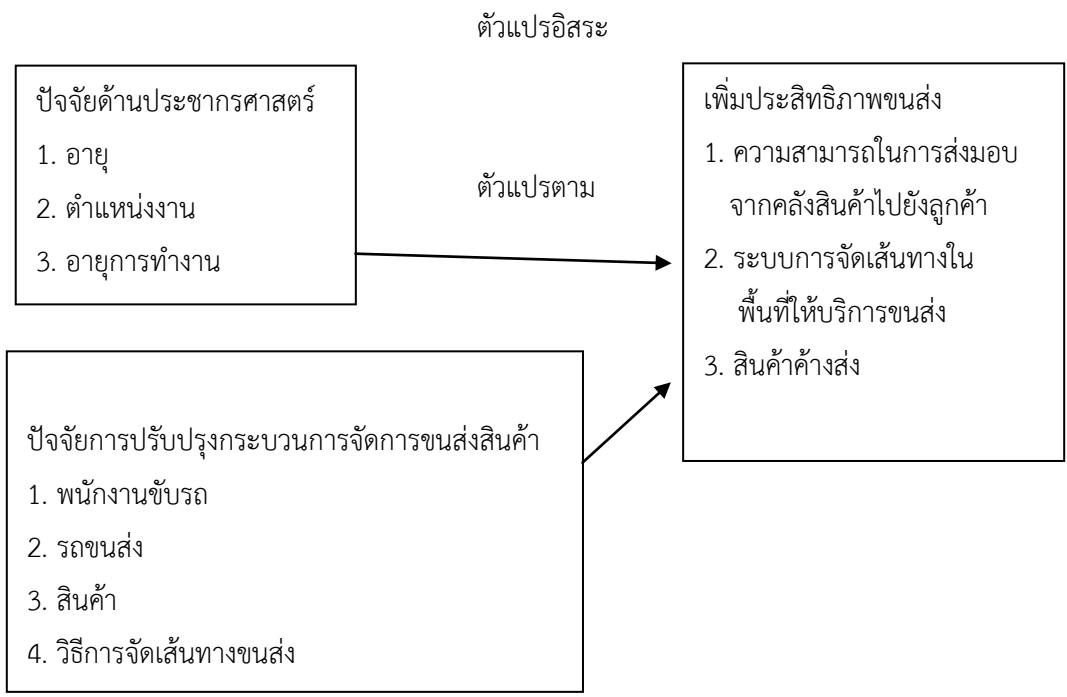 ตัวแปรอิสระ
ปัจจัยด้านประชากรศาสตร์
1. อายุ
2. ตำแหน่งงาน
3. อายุการทำงาน
ตัวแปรตาม
เพิ่มประสิทธิภาพขนส่ง
1. ความสามารถในการส่งมอบ
จากคลังสินค้าไปยังลูกค้า
2. ระบบการจัดเส้นทางใน
พื้นที่ให้บริการขนส่ง
3. สินค้าค้างส่ง
ปัจจัยการปรับปรุงกระบวนการจัดการขนส่งสินค้า
1. พนักงานขับรถ
2. รถขนส่ง
3. สินค้า
4. วิธีการจัดเส้นทางขนส่ง